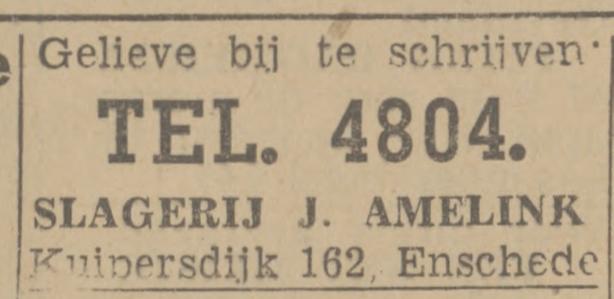 Gelieve bij te schrijven:
TEL. 4804.
SLAGERIJ J. AMELINK
Kuipersdijk 162, Enschede